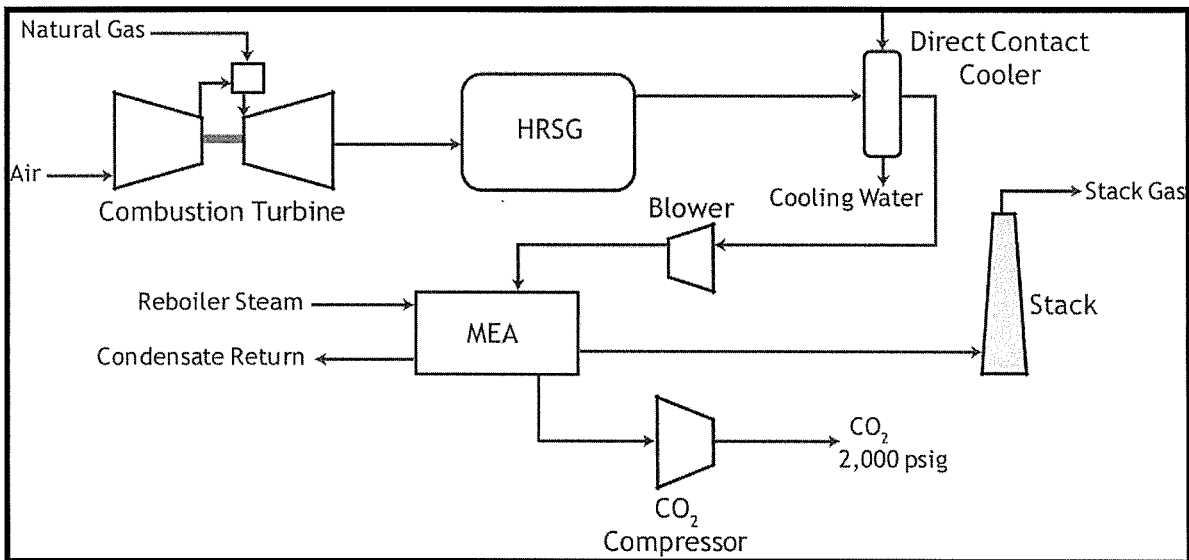 Natural Gas
Direct Contact
Cooler
HRSG
Air
Combustion Turbine
Cooling Water
Stack Gas
Blower
Reboiler Steam
MEA
Stack
Condensate Return
CO₂
2,000 psig
CO₂
Compressor